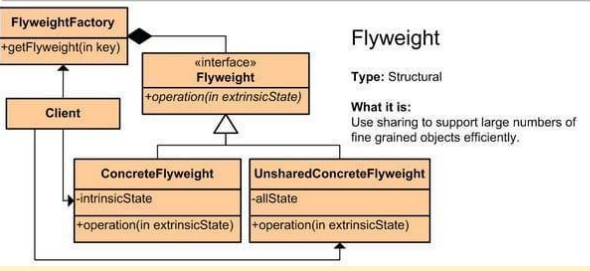 FlyweightFactory
+getFlyweight(in key)
Client
«interface»
Flyweight
+operation(in extrinsicState)
ConcreteFlyweight
-intrinsicState
+operation(in extrinsicState)
UnsharedConcreteFlyweight
-allState
+operation(in extrinsicState)
Flyweight
Type: Structural
What it is:
Use sharing to support large numbers of
fine grained objects efficiently.